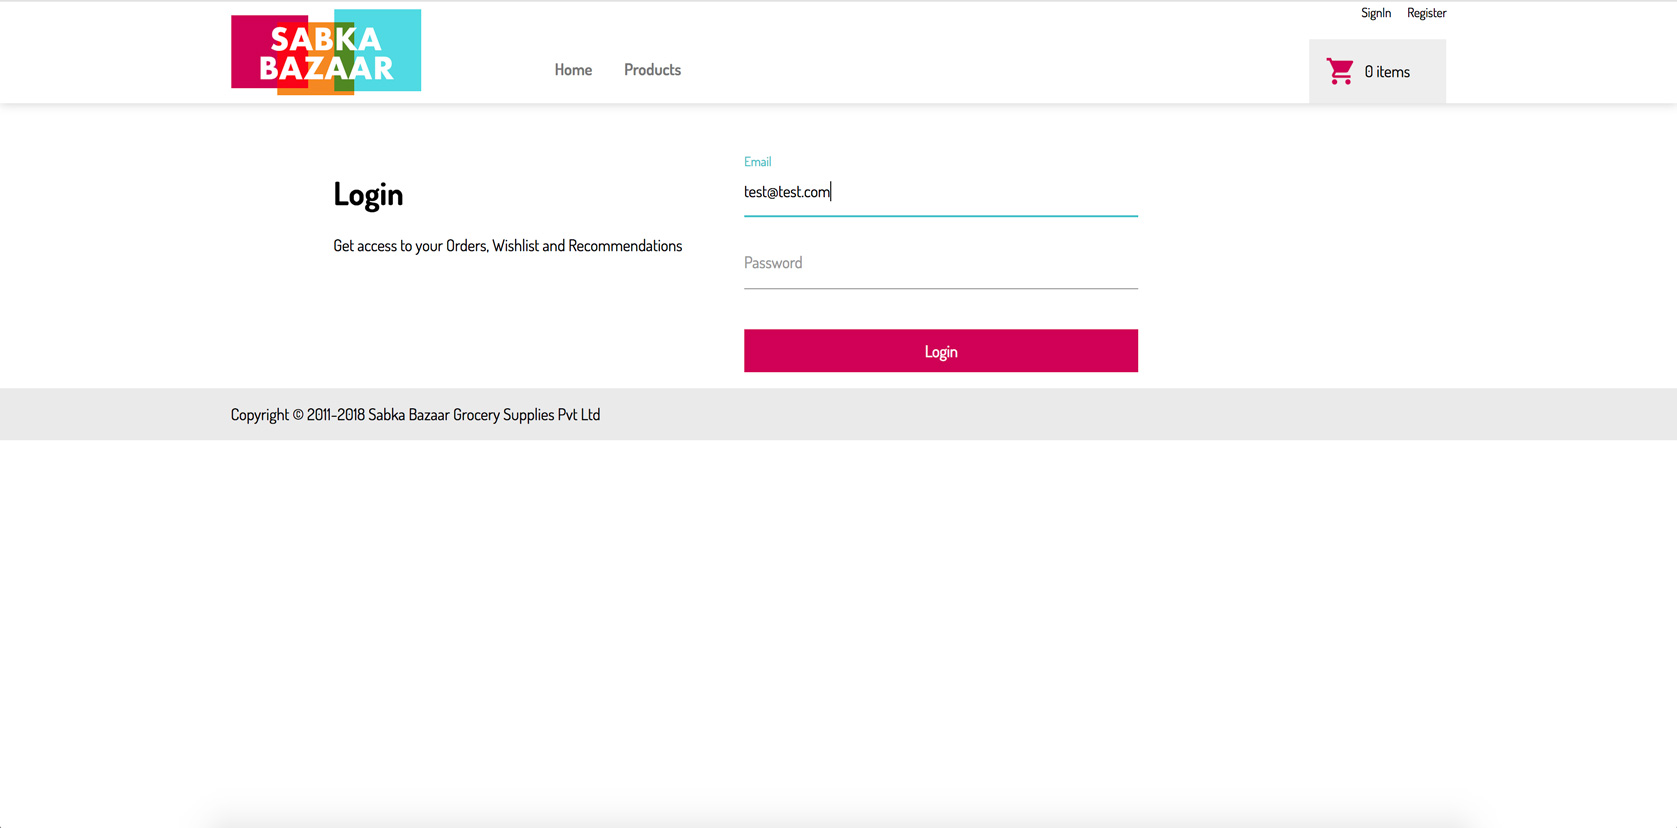 SignIn Register
SABKA
BAZAAR
Home Products
0 items
Email
test@test.com
Login
Get access to your Orders, Wishlist and Recommendations
Password
Login
Copyright © 2011-2018 Sabka Bazaar Grocery Supplies Pvt Ltd